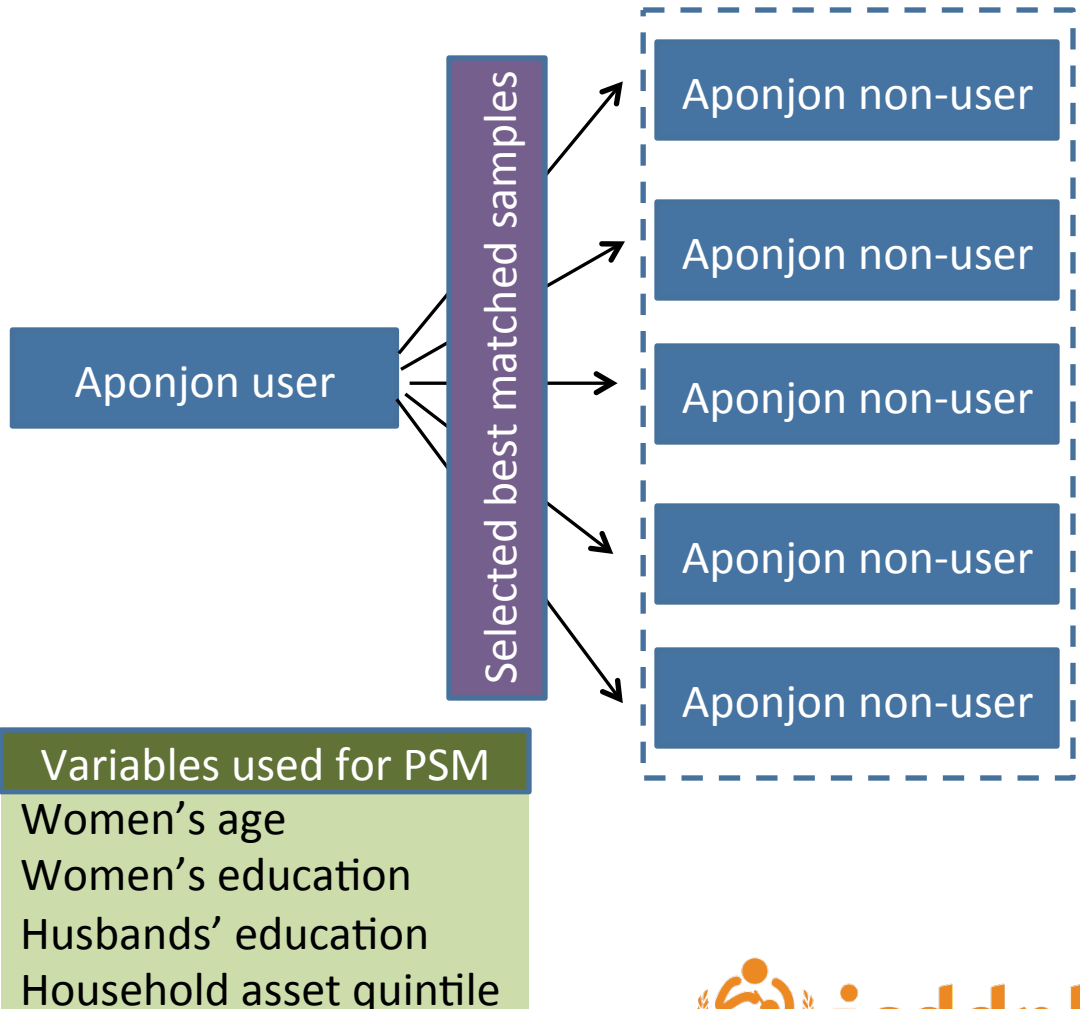 Aponjon user
Selected best matched samples
Aponjon non-user
Aponjon non-user
Aponjon non-user
Aponjon non-user
Aponjon non-user
Variables used for PSM
Women’s age
Women’s education
Husbands’ education
Household asset quintile